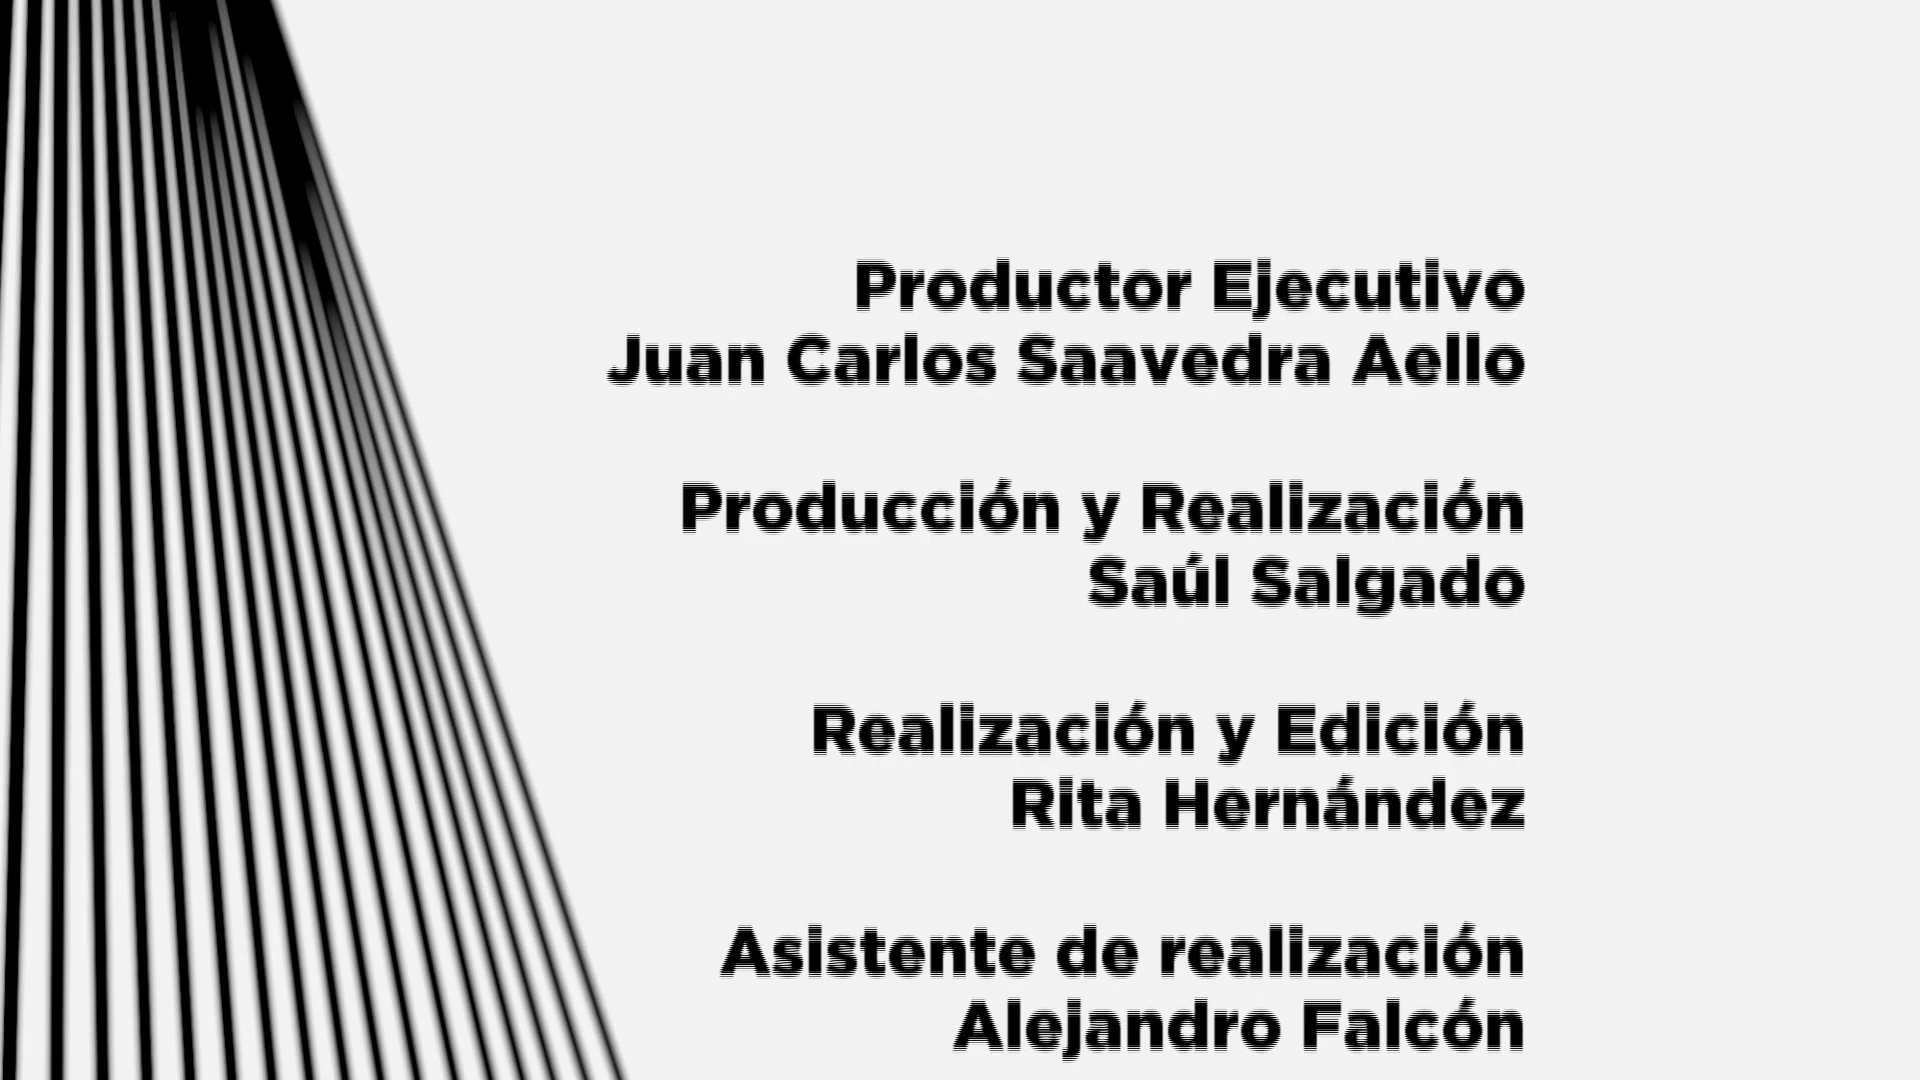 Productor Ejecutivo
Juan Carlos Saavedra Aello
Producción y Realización
Saúl Salgado
Realización y Edición
Rita Hernández
Asistente de realización
Alejandro Falcón